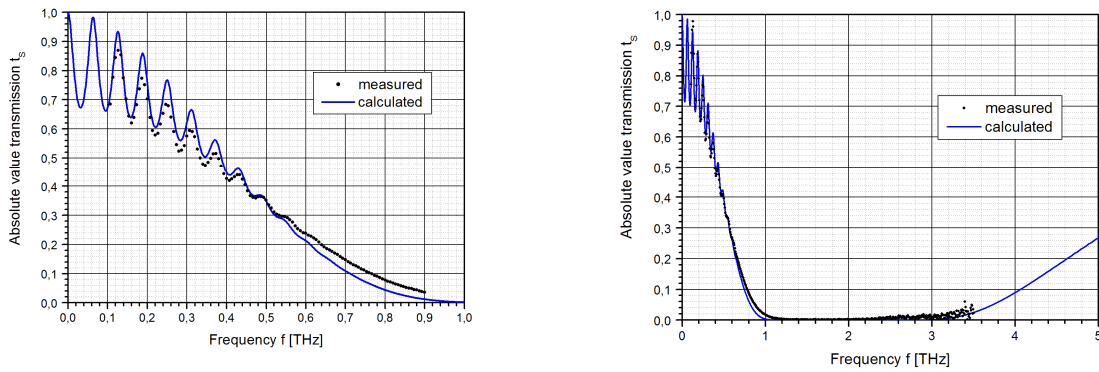 1,0
0,9
0,8
0,7
0,6
0,5
0,4
0,3
0,2
0,1
0,0
Absolute value transmission tS
measured
calculated
0,0 0,1 0,2 0,3 0,4 0,5 0,6 0,7 0,8 0,9 1,0
Frequency f [THz]
1,0
0,9
0,8
0,7
0,6
0,5
0,4
0,3
0,2
0,1
0,0
Absolute value transmission tS
measured
calculated
0 1 2 3 4 5
Frequency f [THz]